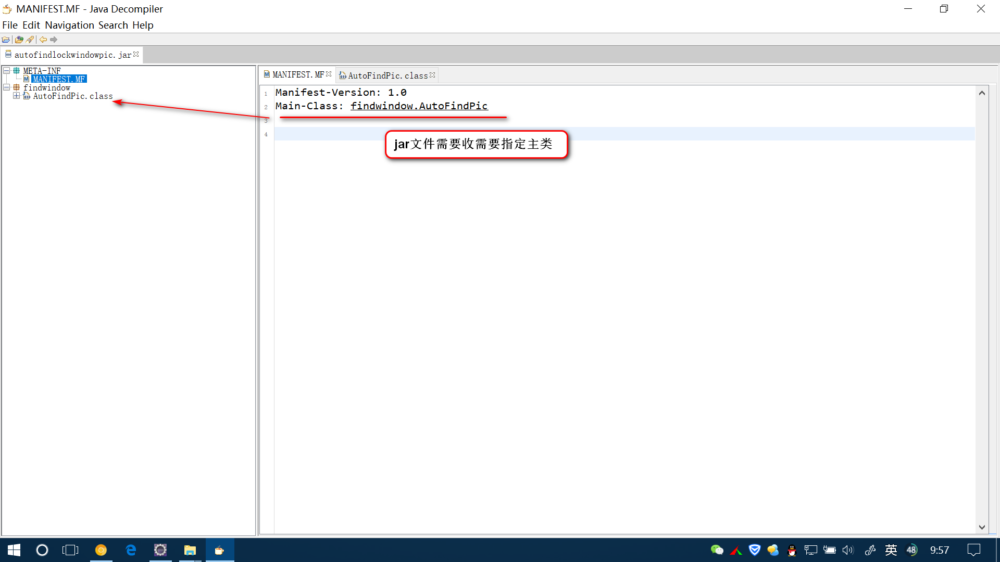 MANIFEST.MF - Java Decompiler
File Edit Navigation Search Help
autofindlockwindowpic.jar
META-INF
MANIFEST.MF
findwindow
AutoFindPic.class
MANIFEST.MF
AutoFindPic.class
1 Manifest-Version: 1.0
2 Main-Class: findwindow.AutoFindPic
3
4
jar文件需要收需要指定主类
英
48
9:57